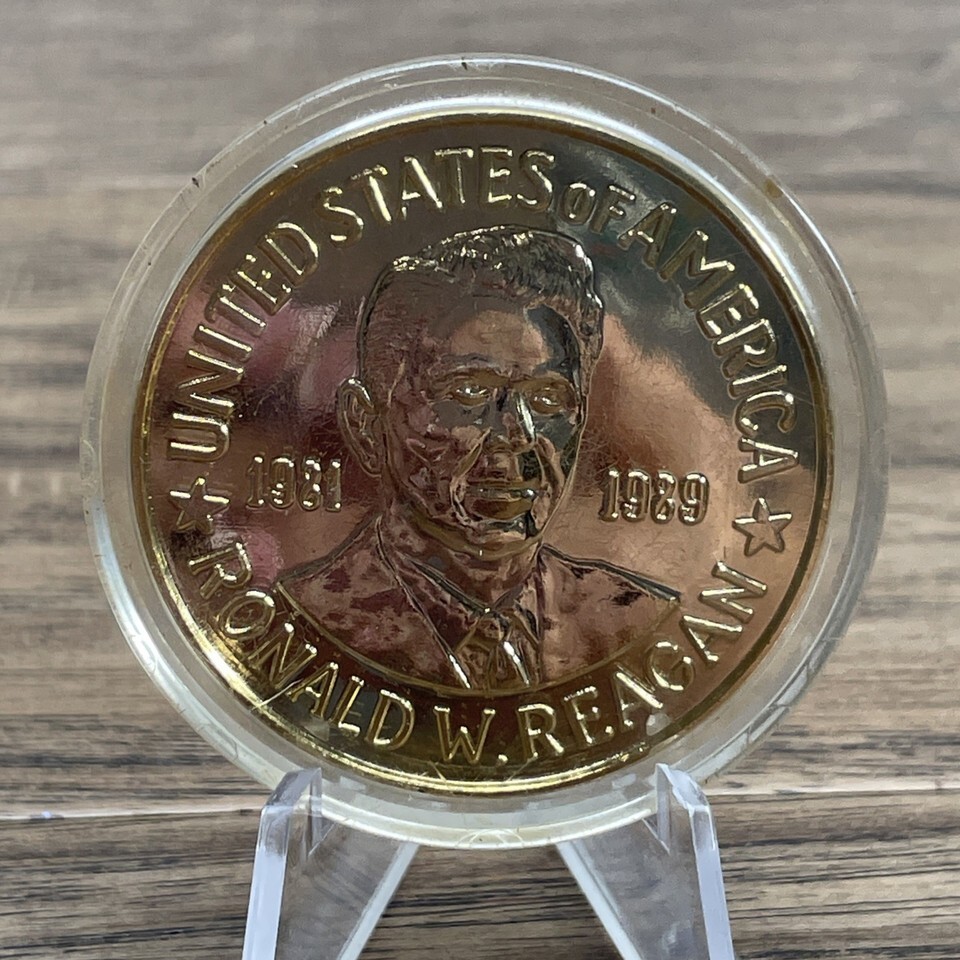 UNITED STATES OF AMERICA
1981 1989
RONALD W. REAGAN